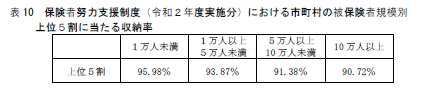 表10 保険者努力支援制度(令和2年度実施分)における市町村の被保険者規模別
上位5割に当たる収納率
1万人未満 1万人以上 5万人未満 5万人以上 10万人未満 10万人以上
上位5割 95.98% 93.87% 91.38% 90.72%